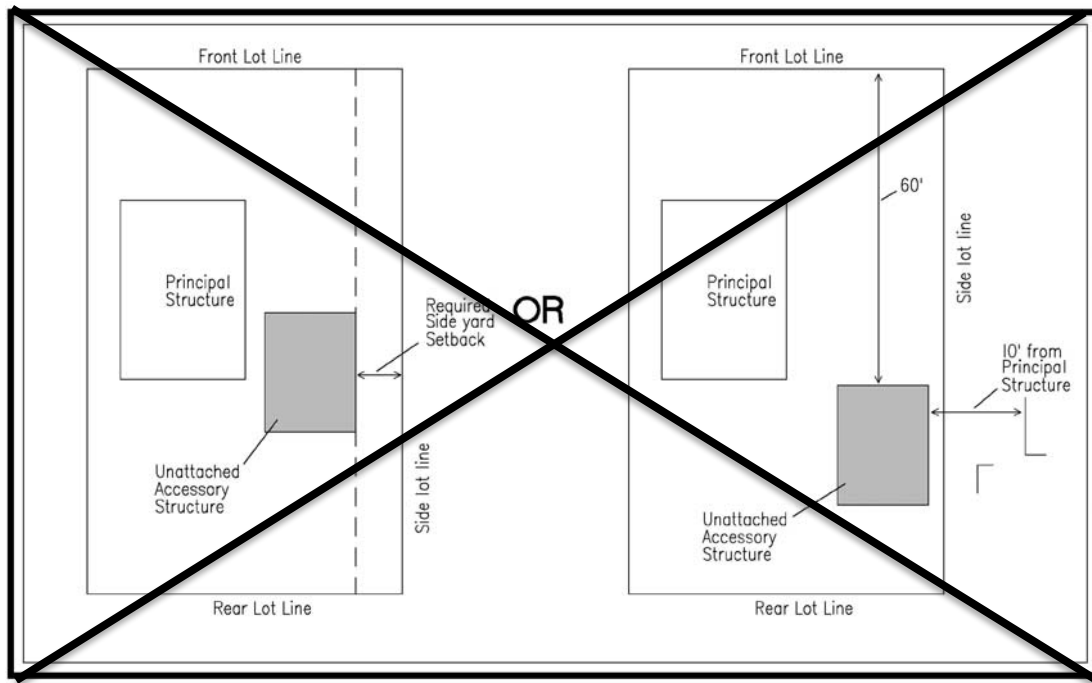 Front Lot Line
Principal
Structure
Required
Side yard
Setback
Unattached
Accessory
Structure
Side lot line
Rear Lot Line
OR
Front Lot Line
60'
Side lot line
Principal
Structure
10' from
Principal
Structure
Unattached
Accessory
Structure
Rear Lot Line